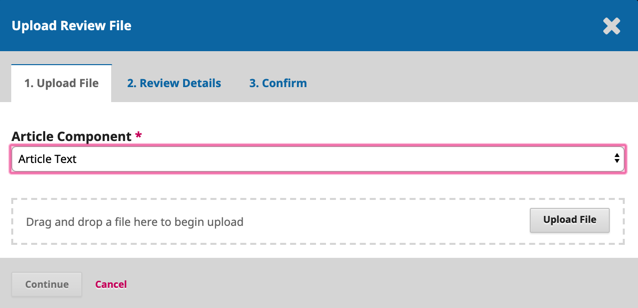 Upload Review File
1. Upload File 2. Review Details 3. Confirm
Article Component *
Article Text
Drag and drop a file here to begin upload Upload File
Continue Cancel